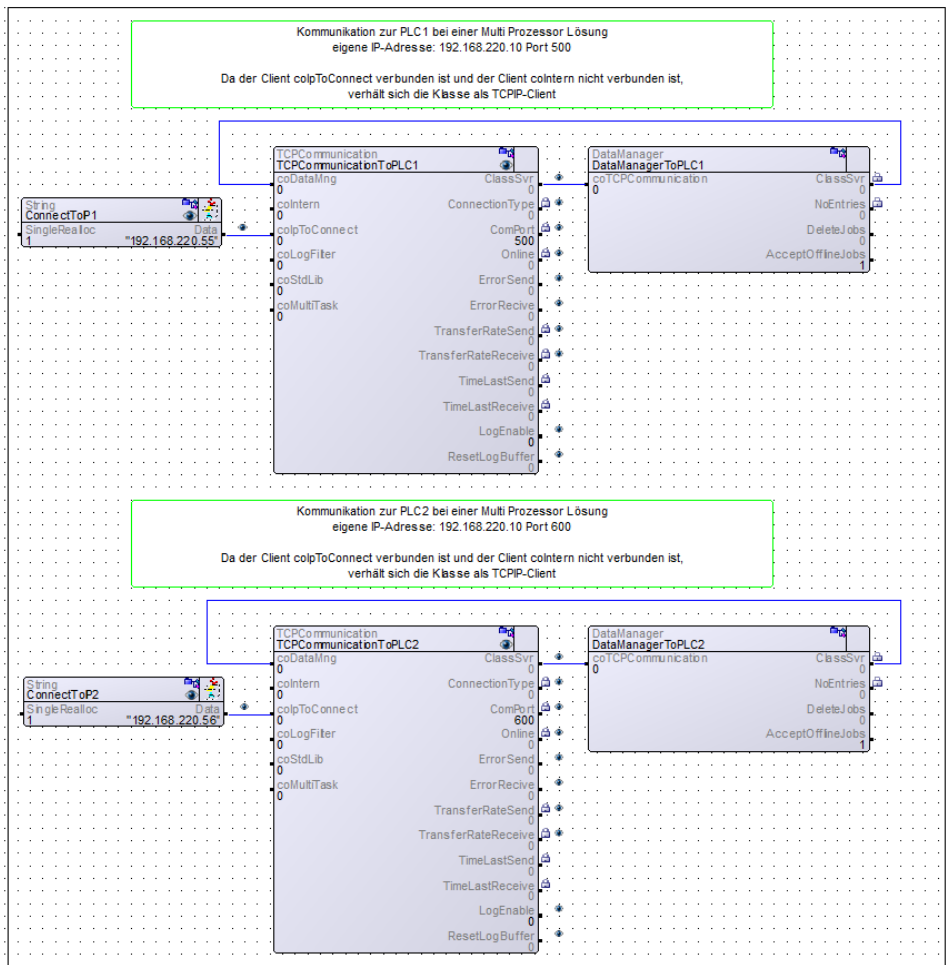 Kommunikation zur PLC1 bei einer Multi Prozessor Lösung
eigene IP-Adresse: 192.168.220.10 Port 500
Da der Client coIpToConnect verbunden ist und der Client coIntern nicht verbunden ist,
verhält sich die Klasse als TCPIP-Client
String
ConnectToP1
SingleRealloc Data
1 "192.168.220.55"
TCPCommunication
TCPCommunicationToPLC1
coDataMng ClassSvr
0 0
coIntern ConnectionType
0 0
coIpToConnect ComPort
0 500
coLogFilter Online
0 0
coStdLib ErrorSend
0 0
coMultiTask ErrorRecive
0 0
TransferRateSend
0
TransferRateReceive
0
TimeLastSend
0
TimeLastReceive
0
LogEnable
0
ResetLogBuffer
0
DataManager
DataManagerToPLC1
coTCPCommunication ClassSvr
0 0
NoEntries
0
DeleteJobs
0
AcceptOfflineJobs
1
Kommunikation zur PLC2 bei einer Multi Prozessor Lösung
eigene IP-Adresse: 192.168.220.10 Port 600
Da der Client coIpToConnect verbunden ist und der Client coIntern nicht verbunden ist,
verhält sich die Klasse als TCPIP-Client
String
ConnectToP2
SingleRealloc Data
1 "192.168.220.56"
TCPCommunication
TCPCommunicationToPLC2
coDataMng ClassSvr
0 0
coIntern ConnectionType
0 0
coIpToConnect ComPort
0 600
coLogFilter Online
0 0
coStdLib ErrorSend
0 0
coMultiTask ErrorRecive
0 0
TransferRateSend
0
TransferRateReceive
0
TimeLastSend
0
TimeLastReceive
0
LogEnable
0
ResetLogBuffer
0
DataManager
DataManagerToPLC2
coTCPCommunication ClassSvr
0 0
NoEntries
0
DeleteJobs
0
AcceptOfflineJobs
1